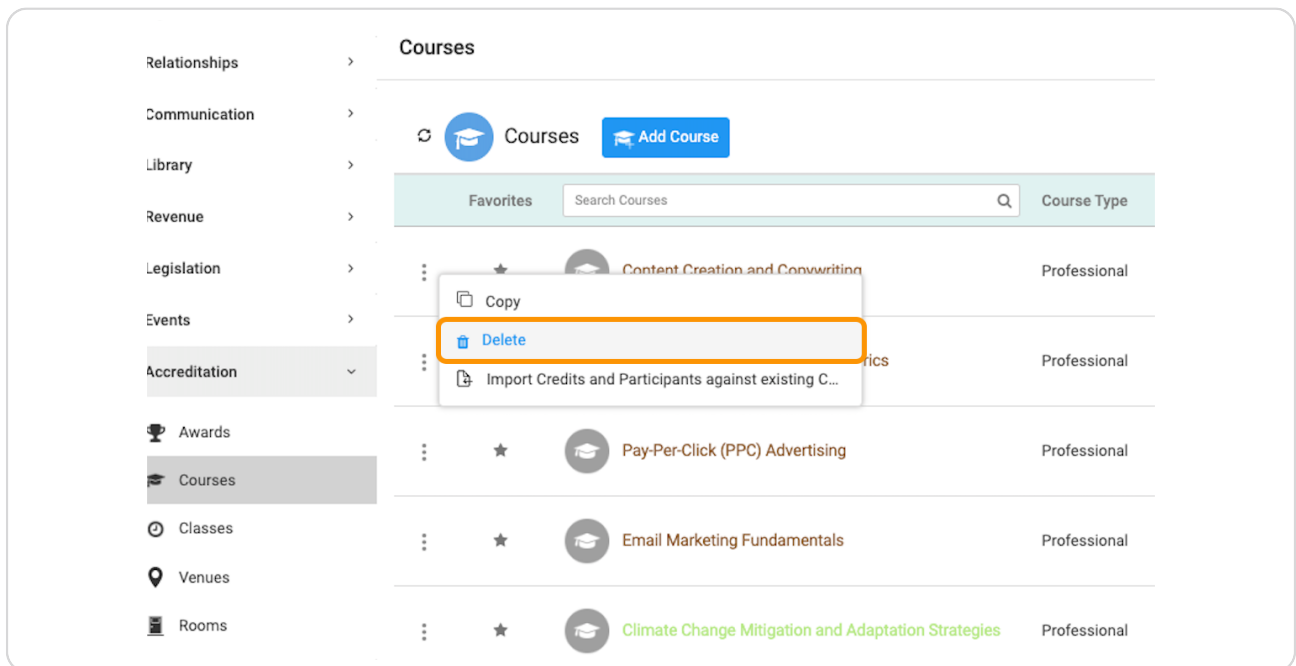 Relationships
Communication
Library
Revenue
Legislation
Events
Accreditation
Awards
Courses
Classes
Venues
Rooms
Courses
Courses
Add Course
Favorites
Search Courses
Course Type
Content Creation and Copywriting
Professional
Copy
Delete
Import Credits and Participants against existing C...
Professional
Pay-Per-Click (PPC) Advertising
Professional
Email Marketing Fundamentals
Professional
Climate Change Mitigation and Adaptation Strategies
Professional